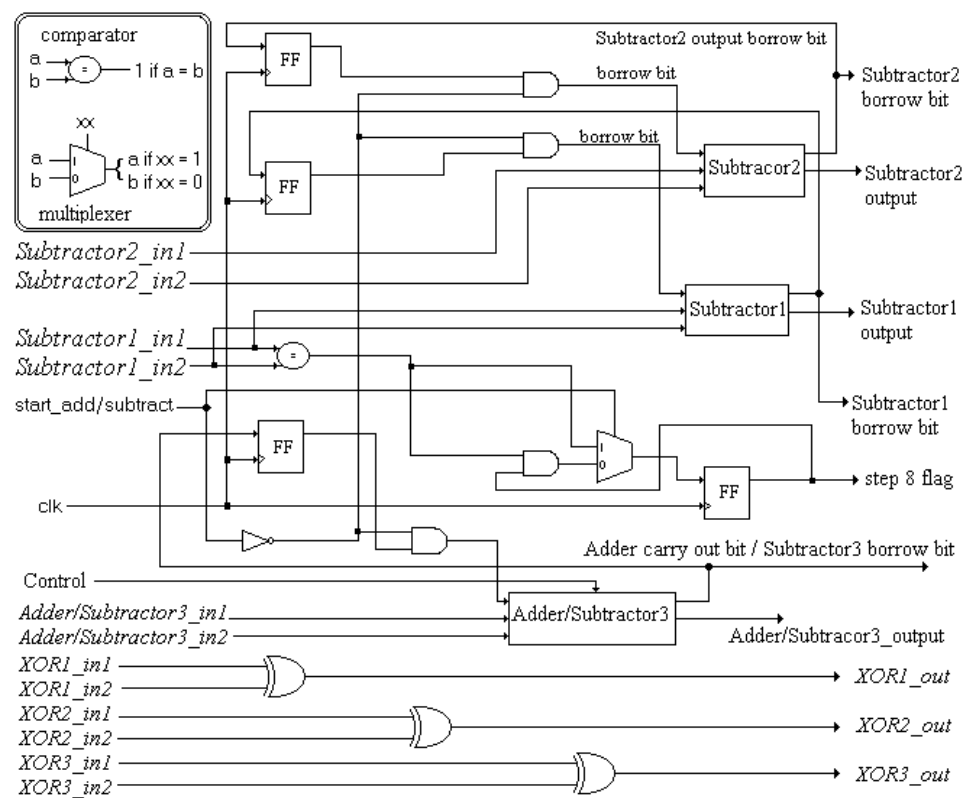 comparator
a
b
=
1 if a = b
xx
a
b
1
0
a if xx = 1
b if xx = 0
multiplexer
FF
Subtractor2 output borrow bit
borrow bit
Subtractor2
borrow bit
FF
borrow bit
Subtracor2
Subtractor2
output
Subtractor2_in1
Subtractor2_in2
Subtractor1
Subtractor1
output
Subtractor1_in1
Subtractor1_in2
=
start_add/subtract
Subtractor1
borrow bit
FF
1
0
FF
step 8 flag
clk
Adder carry out bit / Subtractor3 borrow bit
Control
Adder/Subtractor3_in1
Adder/Subtractor3_in2
Adder/Subtractor3
Adder/Subtracor3_output
XOR1_in1
XOR1_in2
XOR1_out
XOR2_in1
XOR2_in2
XOR2_out
XOR3_in1
XOR3_in2
XOR3_out